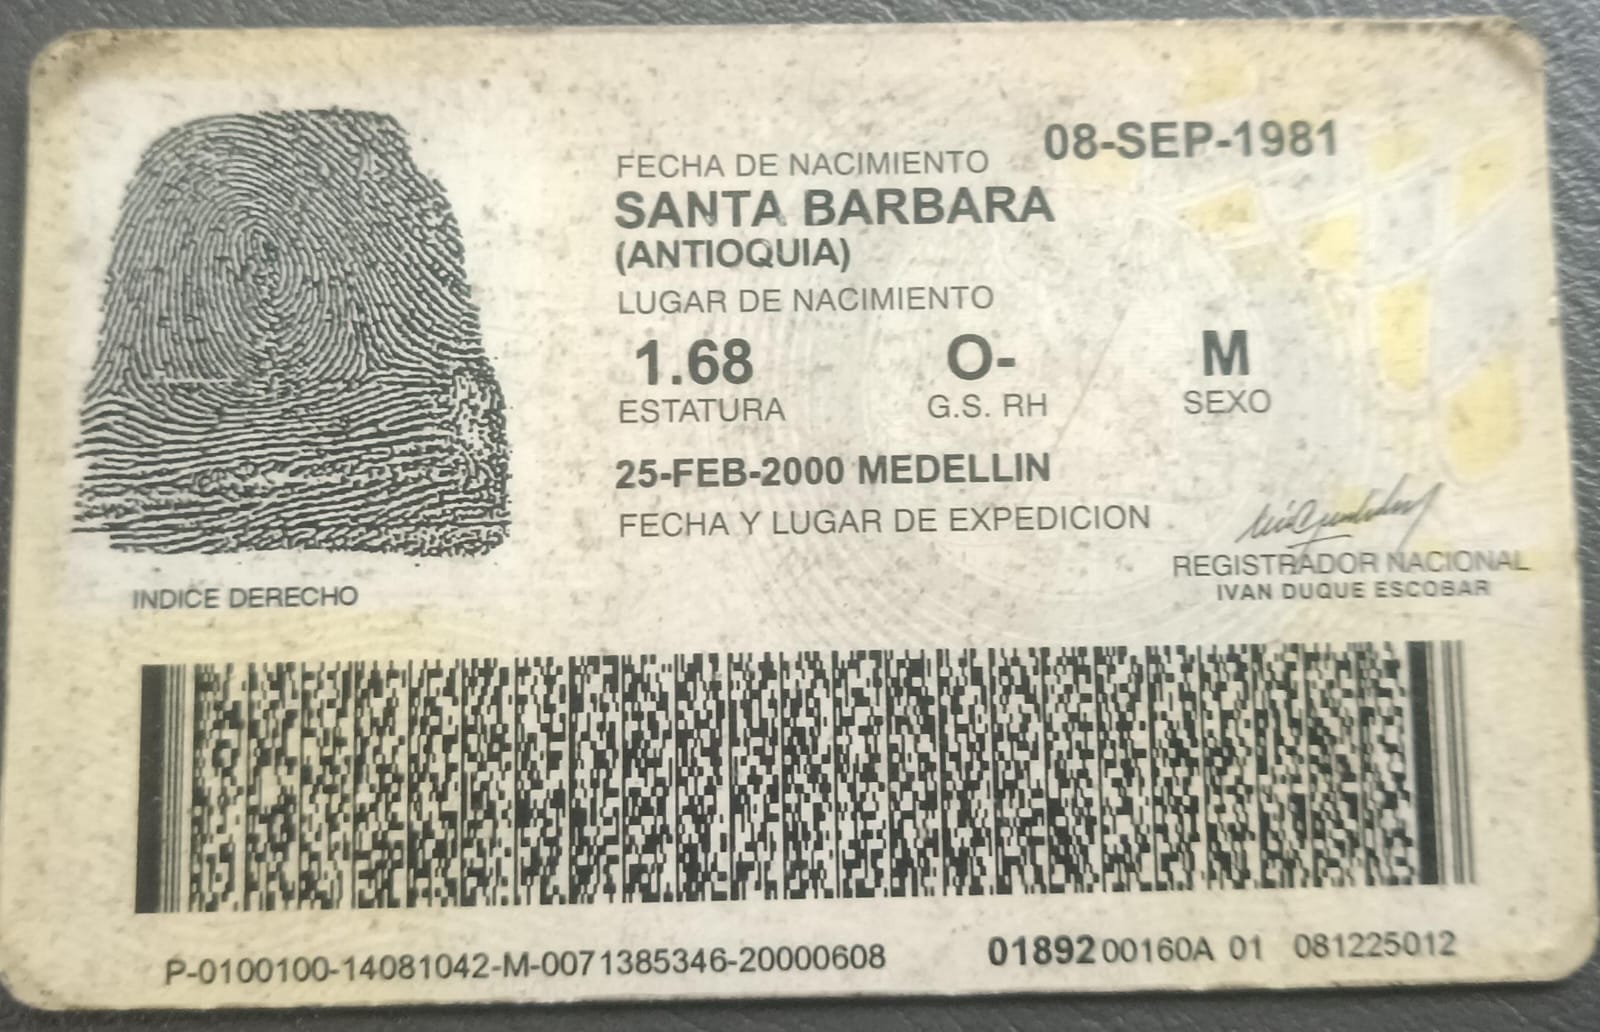 FECHA DE NACIMIENTO 08-SEP-1981
SANTA BARBARA
(ANTIOQUIA)
LUGAR DE NACIMIENTO
1.68 O- M
ESTATURA G.S. RH SEXO
25-FEB-2000 MEDELLIN
FECHA Y LUGAR DE EXPEDICION
REGISTRADOR NACIONAL
IVAN DUQUE ESCOBAR
INDICE DERECHO
P-0100100-14081042-M-0071385346-20000608 0189200160A 01 081225012